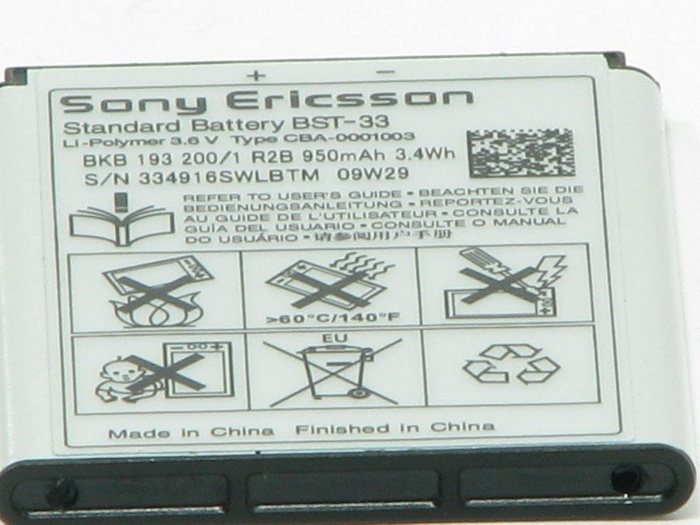 + −
Sony Ericsson
Standard Battery BST-33
Li-Polymer 3.6 V Type CBA-0001003
BKB 193 200/1 R2B 950mAh 3.4Wh
S/N 334916SWLBTM 09W29
REFER TO USER'S GUIDE • BEACHTEN SIE DIE
BEDIENUNGSANLEITUNG • REPORTEZ-VOUS
AU GUIDE DE L'UTILISATEUR • CONSULTE LA
GUÍA DEL USUARIO • CONSULTE O MANUAL
DO USUÁRIO • 请参阅用户手册
>60°C/140°F
EU
Made in China Finished in China